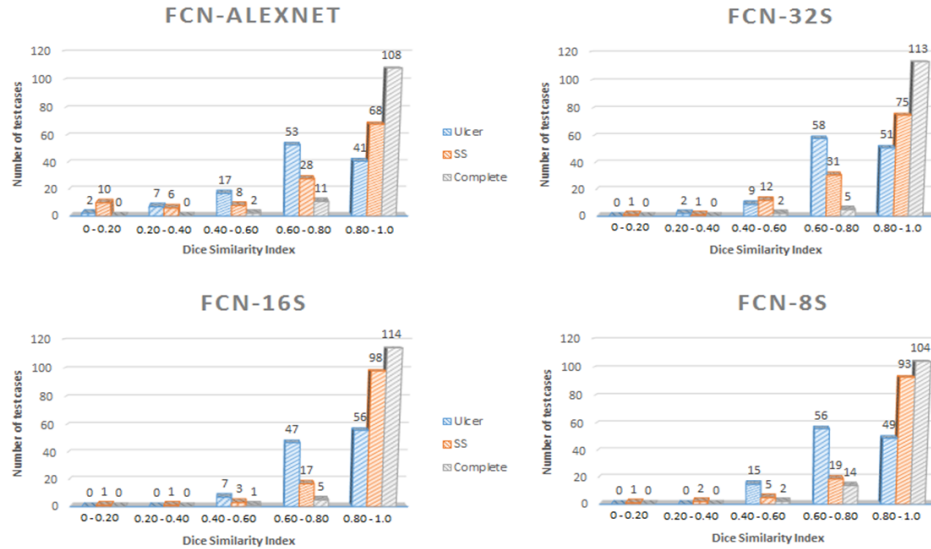 FCN-ALEXNET
Number of test cases
120
100
80
60
40
20
0
2 10 0
7 6 0
17 8 2
53 28 11
41 68 108
0 - 0.20 0.20 - 0.40 0.40 - 0.60 0.60 - 0.80 0.80 - 1.0
Dice Similarity Index
Ulcer
SS
Complete
FCN-32S
Number of test cases
120
100
80
60
40
20
0
0 1 0
2 1 0
9 12 2
58 31 5
51 75 113
0 - 0.20 0.20 - 0.40 0.40 - 0.60 0.60 - 0.80 0.80 - 1.0
Dice Similarity Index
FCN-16S
Number of test cases
120
100
80
60
40
20
0
0 1 0
0 1 0
7 3 1
47 17 5
56 98 114
0 - 0.20 0.20 - 0.40 0.40 - 0.60 0.60 - 0.80 0.80 - 1.0
Dice Similarity Index
Ulcer
SS
Complete
FCN-8S
Number of test cases
120
100
80
60
40
20
0
0 1 0
0 2 0
15 5 2
56 19 14
49 93 104
0 - 0.20 0.20 - 0.40 0.40 - 0.60 0.60 - 0.80 0.80 - 1.0
Dice Similarity Index